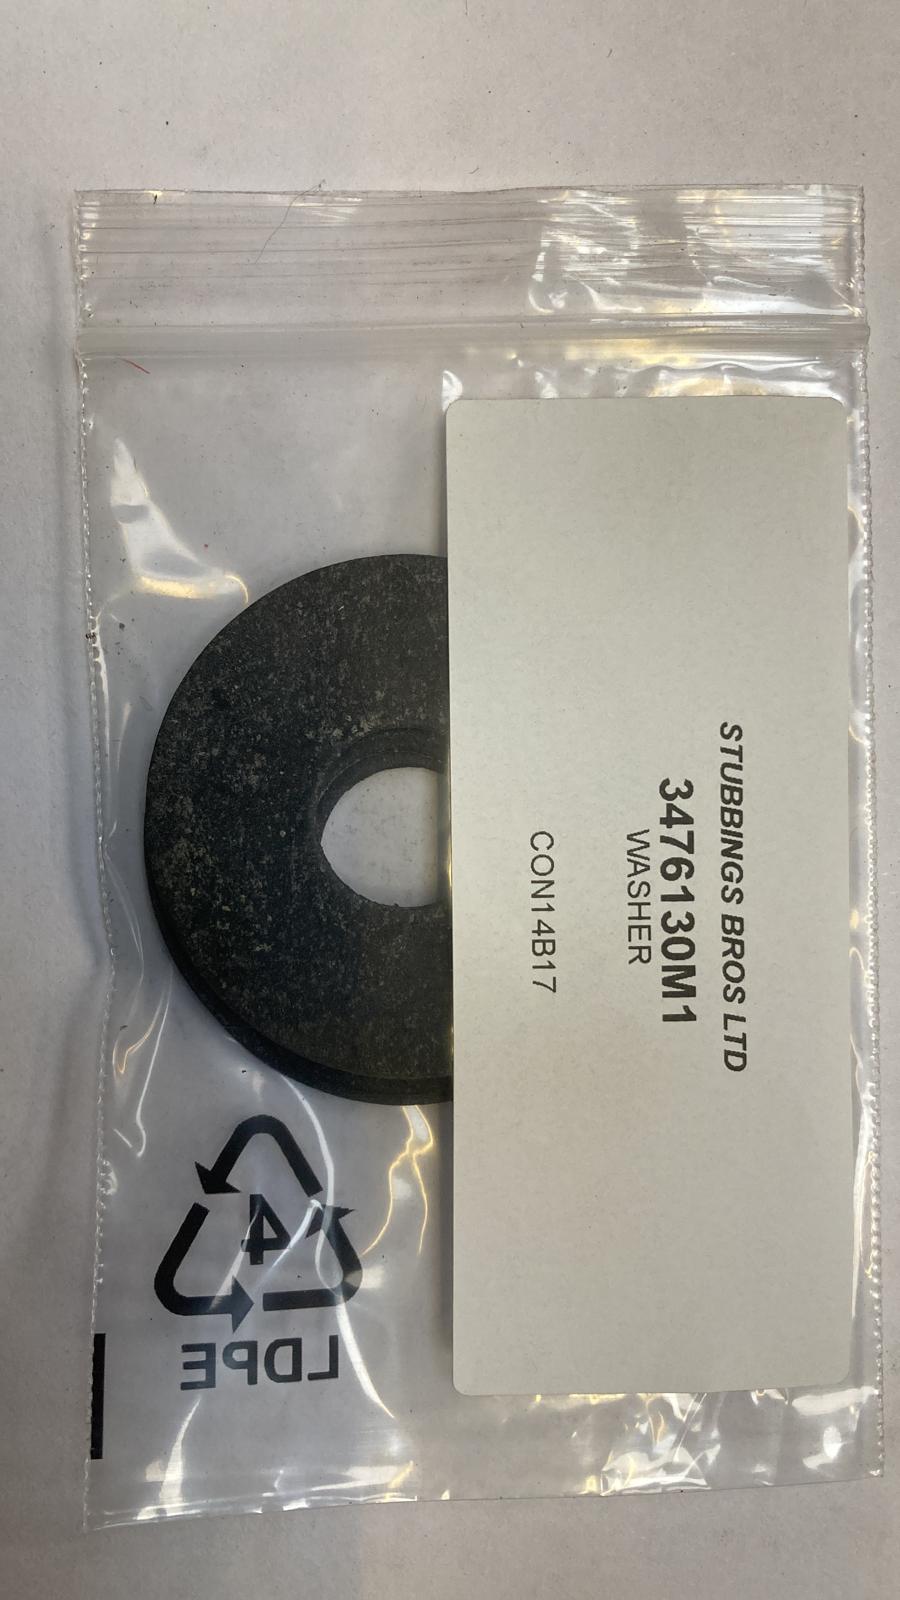 STUBBINGS BROS LTD
3476130M1
WASHER
CON14B17
4
LDPE